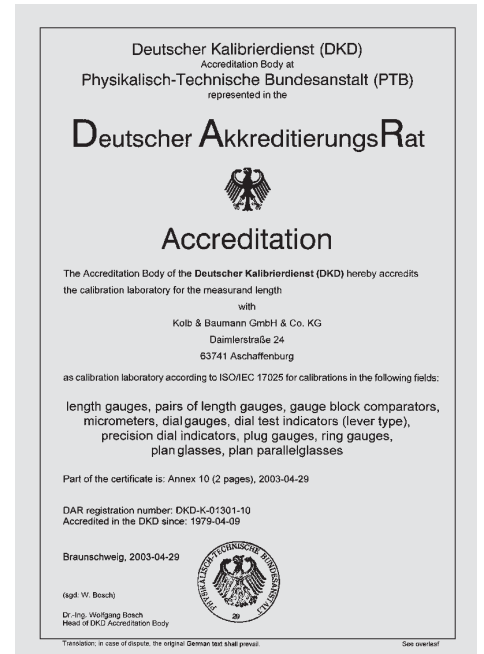 Deutscher Kalibrierdienst (DKD)
Accreditation Body at
Physikalisch-Technische Bundesanstalt (PTB)
represented in the
Deutscher AkkreditierungsRat
Accreditation
The Accreditation Body of the Deutscher Kalibrierdienst (DKD) hereby accredits
the calibration laboratory for the measurand length
with
Kolb & Baumann GmbH & Co. KG
Daimlerstraße 24
63741 Aschaffenburg
as calibration laboratory according to ISO/IEC 17025 for calibrations in the following fields:
length gauges, pairs of length gauges, gauge block comparators,
micrometers, dial gauges, dial test indicators (lever type),
precision dial indicators, plug gauges, ring gauges,
plan glasses, plan parallelglasses
Part of the certificate is: Annex 10 (2 pages), 2003-04-29
DAR registration number: DKD-K-01301-10
Accredited in the DKD since: 1979-04-09
Braunschweig, 2003-04-29
PHYSIKALISCH-TECHNISCHE BUNDESANSTALT
29
(sgd. W. Bosch)
Dr.-Ing. Wolfgang Bosch
Head of DKD Accreditation Body
Translation; in case of dispute, the original German text shall prevail. See overleaf